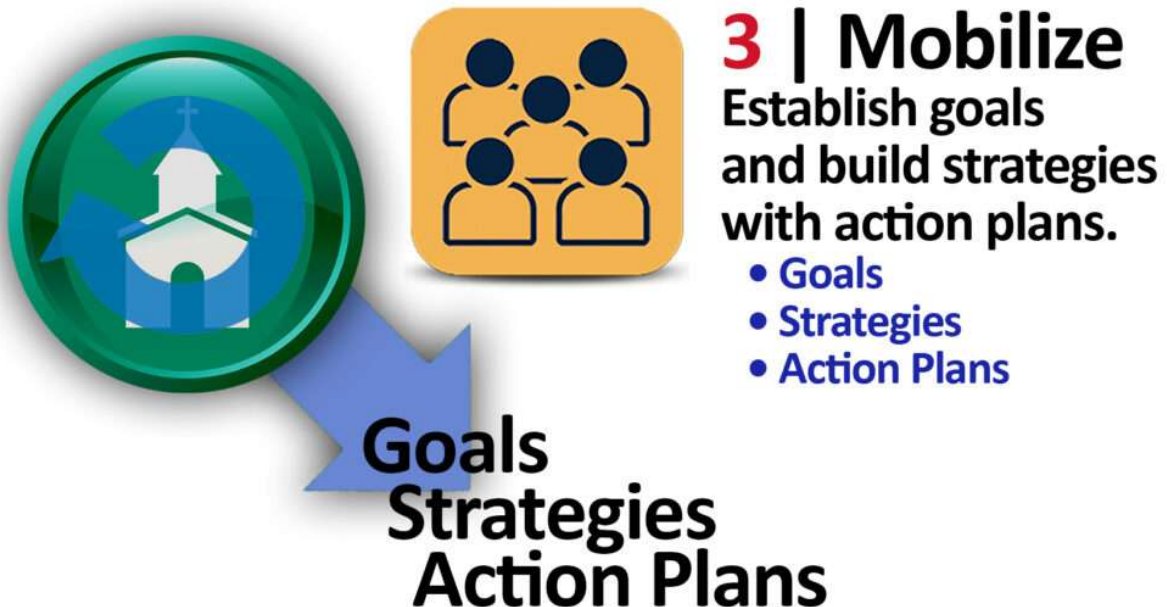 3 | Mobilize
Establish goals
and build strategies
with action plans.
• Goals
• Strategies
• Action Plans
Goals
Strategies
Action Plans